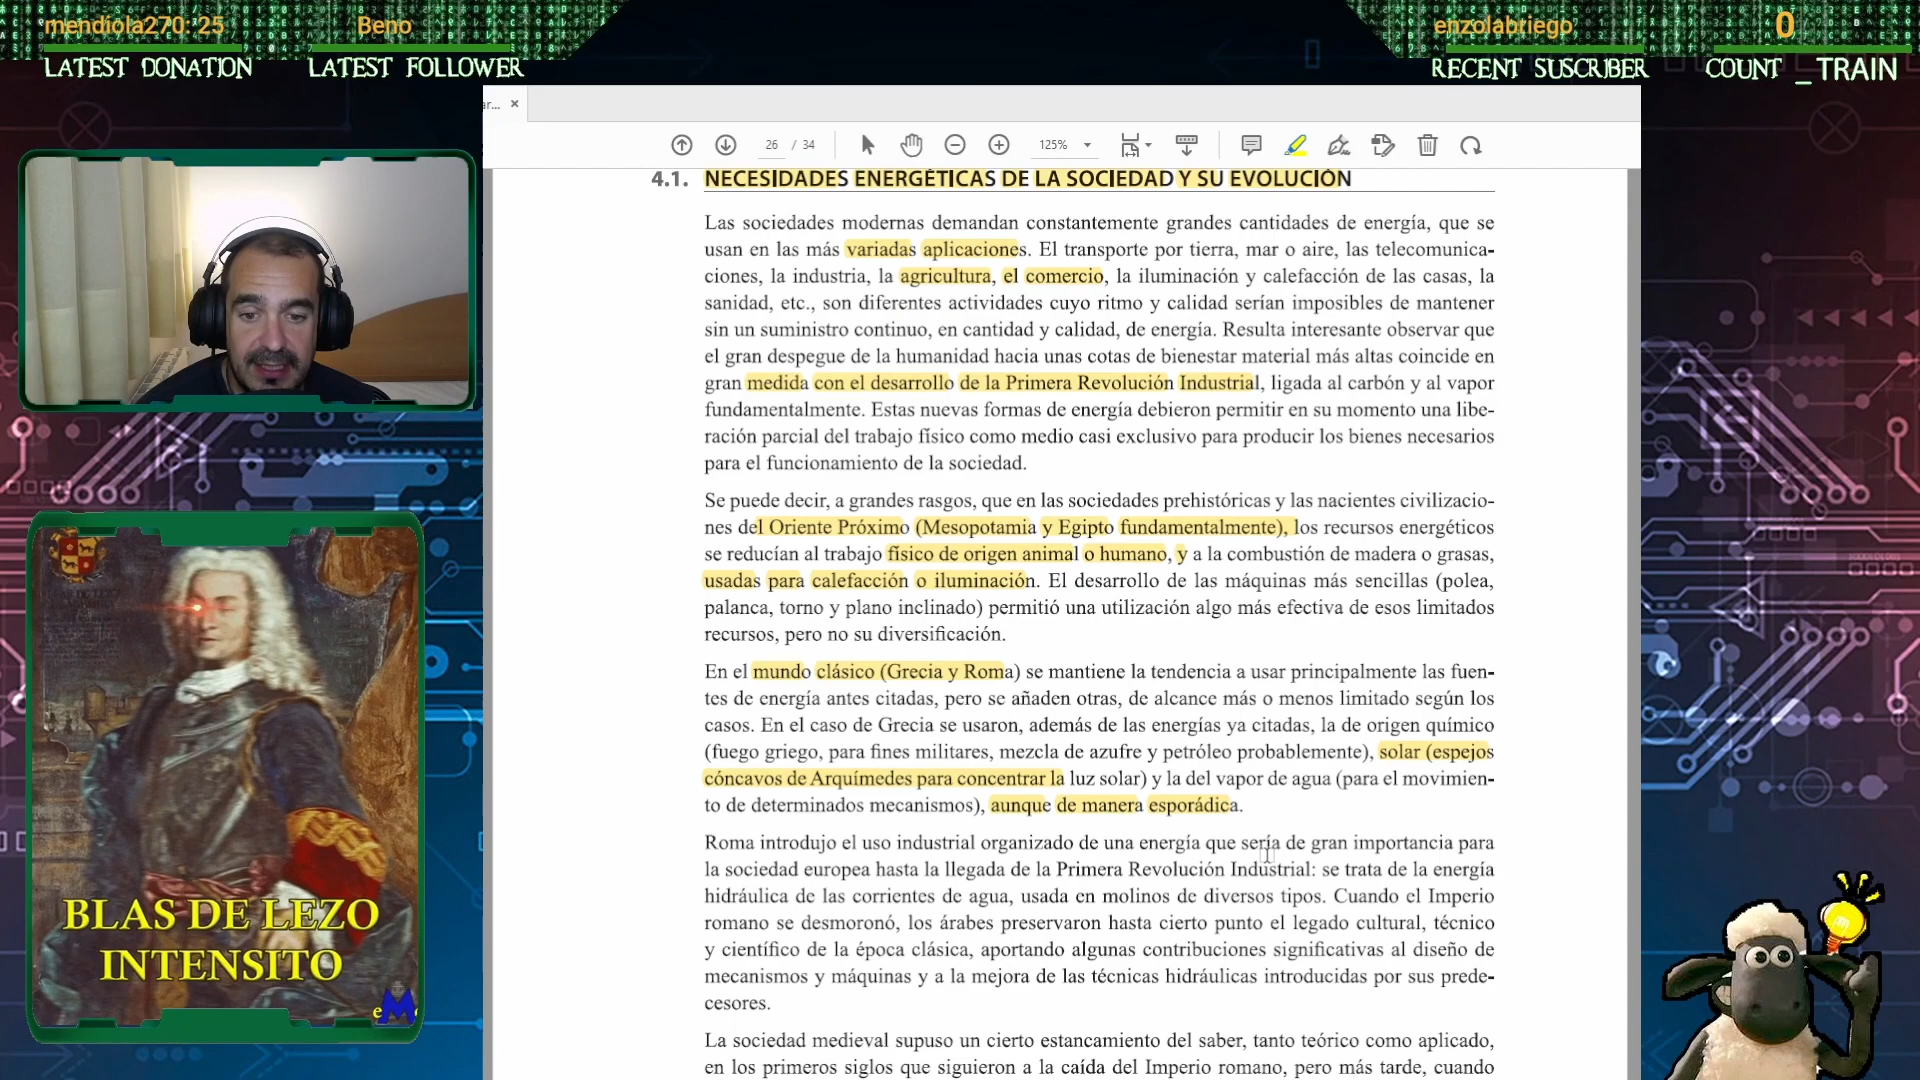 mendiola270: 25
Beno
enzolabriego
0
LATEST DONATION
LATEST FOLLOWER
RECENT SUSCRIBER
COUNT _TRAIN
ar...
26 / 34
125%
4.1. NECESIDADES ENERGÉTICAS DE LA SOCIEDAD Y SU EVOLUCIÓN
Las sociedades modernas demandan constantemente grandes cantidades de energía, que se
usan en las más variadas aplicaciones. El transporte por tierra, mar o aire, las telecomunica-
ciones, la industria, la agricultura, el comercio, la iluminación y calefacción de las casas, la
sanidad, etc., son diferentes actividades cuyo ritmo y calidad serían imposibles de mantener
sin un suministro continuo, en cantidad y calidad, de energía. Resulta interesante observar que
el gran despegue de la humanidad hacia unas cotas de bienestar material más altas coincide en
gran medida con el desarrollo de la Primera Revolución Industrial, ligada al carbón y al vapor
fundamentalmente. Estas nuevas formas de energía debieron permitir en su momento una libe-
ración parcial del trabajo físico como medio casi exclusivo para producir los bienes necesarios
para el funcionamiento de la sociedad.
Se puede decir, a grandes rasgos, que en las sociedades prehistóricas y las nacientes civilizacio-
nes del Oriente Próximo (Mesopotamia y Egipto fundamentalmente), los recursos energéticos
se reducían al trabajo físico de origen animal o humano, y a la combustión de madera o grasas,
usadas para calefacción o iluminación. El desarrollo de las máquinas más sencillas (polea,
palanca, torno y plano inclinado) permitió una utilización algo más efectiva de esos limitados
recursos, pero no su diversificación.
En el mundo clásico (Grecia y Roma) se mantiene la tendencia a usar principalmente las fuen-
tes de energía antes citadas, pero se añaden otras, de alcance más o menos limitado según los
casos. En el caso de Grecia se usaron, además de las energías ya citadas, la de origen químico
(fuego griego, para fines militares, mezcla de azufre y petróleo probablemente), solar (espejos
cóncavos de Arquímedes para concentrar la luz solar) y la del vapor de agua (para el movimien-
to de determinados mecanismos), aunque de manera esporádica.
Roma introdujo el uso industrial organizado de una energía que sería de gran importancia para
la sociedad europea hasta la llegada de la Primera Revolución Industrial: se trata de la energía
hidráulica de las corrientes de agua, usada en molinos de diversos tipos. Cuando el Imperio
romano se desmoronó, los árabes preservaron hasta cierto punto el legado cultural, técnico
y científico de la época clásica, aportando algunas contribuciones significativas al diseño de
mecanismos y máquinas y a la mejora de las técnicas hidráulicas introducidas por sus prede-
cesores.
La sociedad medieval supuso un cierto estancamiento del saber, tanto teórico como aplicado,
en los primeros siglos que siguieron a la caída del Imperio romano, pero más tarde, cuando
BLAS DE LEZO
INTENSITO